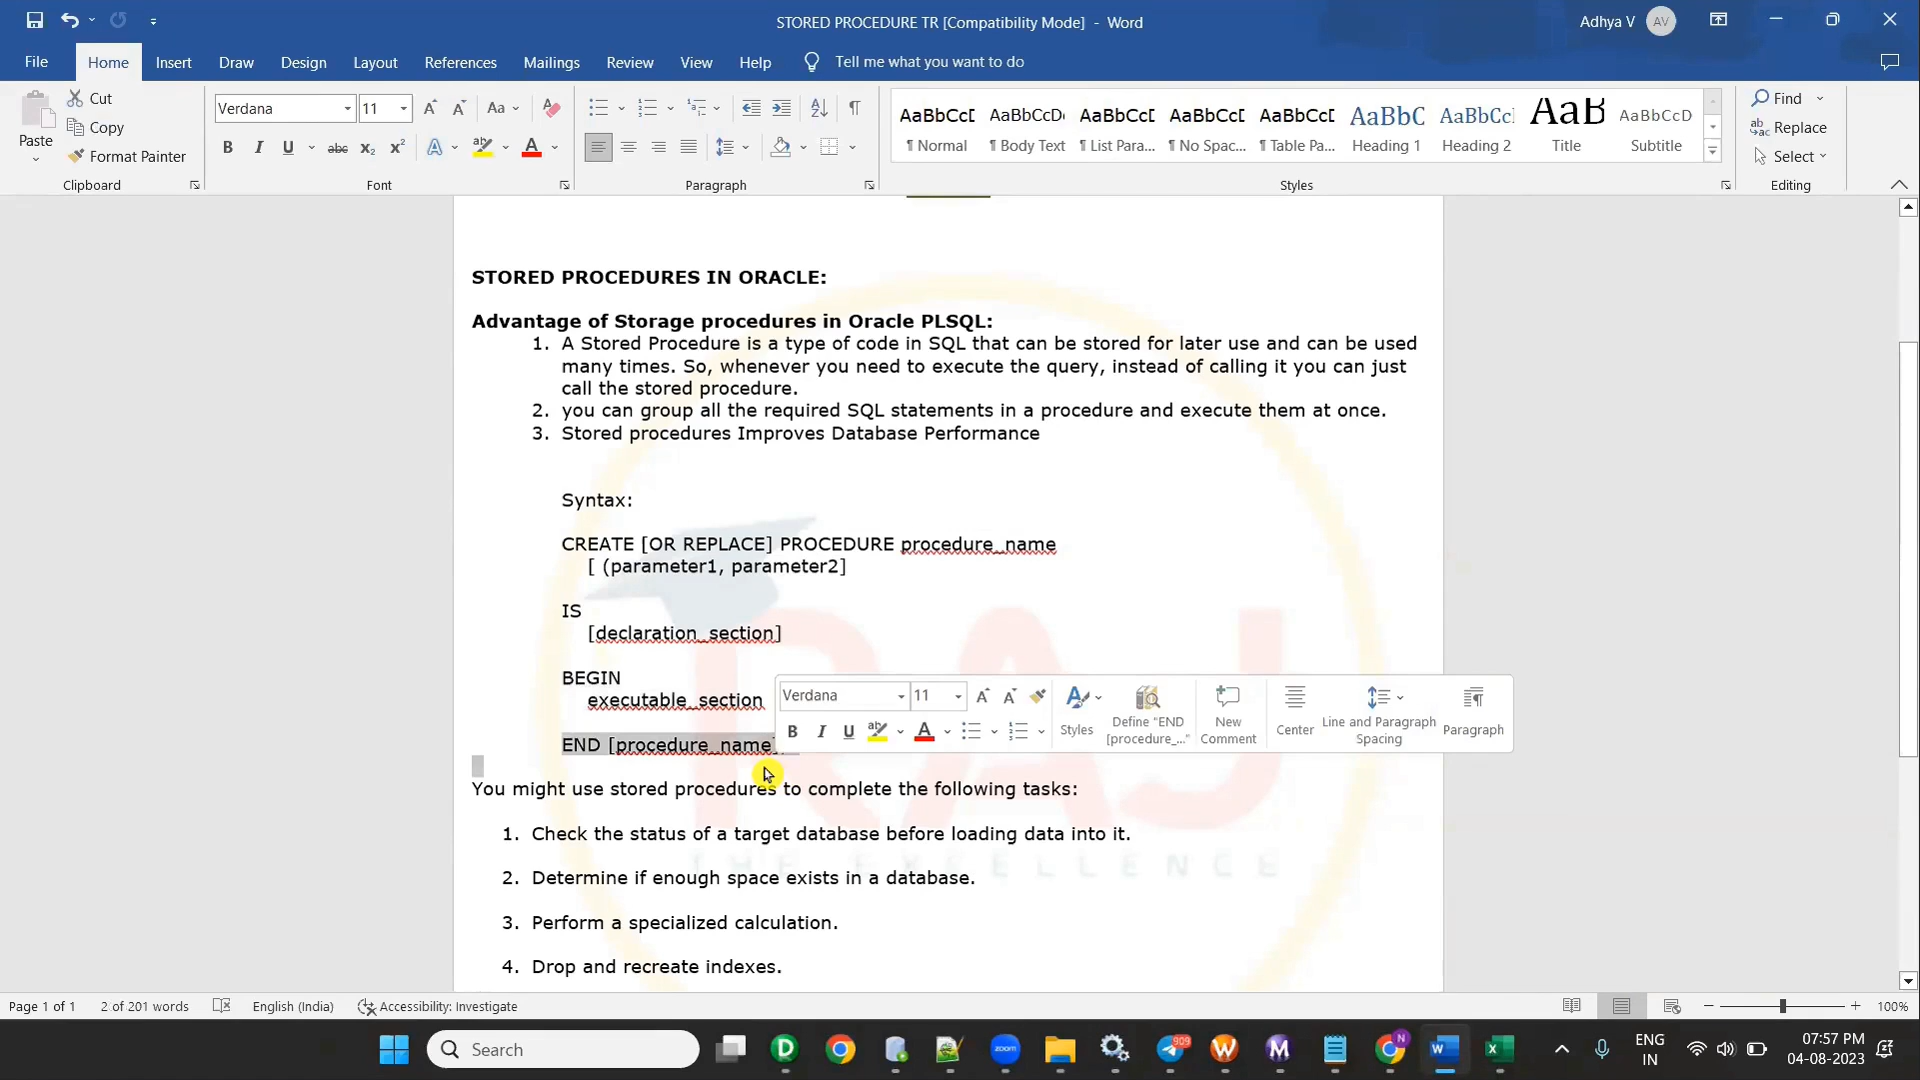 STORED PROCEDURE TR [Compatibility Mode] - Word
Adhya V
AV
File
Home
Insert
Draw
Design
Layout
References
Mailings
Review
View
Help
Tell me what you want to do
Paste
Cut
Copy
Format Painter
Clipboard
Verdana
11
Font
Paragraph
AaBbCcD
¶ Normal
AaBbCcDc
¶ Body Text
AaBbCcD
¶ List Para...
AaBbCcD
¶ No Spac...
AaBbCcD
¶ Table Pa...
AaBbC
Heading 1
AaBbCc
Heading 2
AaB
Title
AaBbCcD
Subtitle
Styles
Find
Replace
Select
Editing
STORED PROCEDURES IN ORACLE:
Advantage of Storage procedures in Oracle PLSQL:
1. A Stored Procedure is a type of code in SQL that can be stored for later use and can be used
many times. So, whenever you need to execute the query, instead of calling it you can just
call the stored procedure.
2. you can group all the required SQL statements in a procedure and execute them at once.
3. Stored procedures Improves Database Performance
Syntax:
CREATE [OR REPLACE] PROCEDURE procedure_name
[ (parameter1, parameter2]
IS
[declaration_section]
BEGIN
executable_section
END [procedure_name]
Verdana
11
Styles
Define "END
[procedure_..."
New
Comment
Center
Line and Paragraph
Spacing
Paragraph
You might use stored procedures to complete the following tasks:
1. Check the status of a target database before loading data into it.
2. Determine if enough space exists in a database.
3. Perform a specialized calculation.
4. Drop and recreate indexes.
RAJ
THE EXCELLENCE
Page 1 of 1
2 of 201 words
English (India)
Accessibility: Investigate
100%
Search
zoom
909
ENG
IN
07:57 PM
04-08-2023